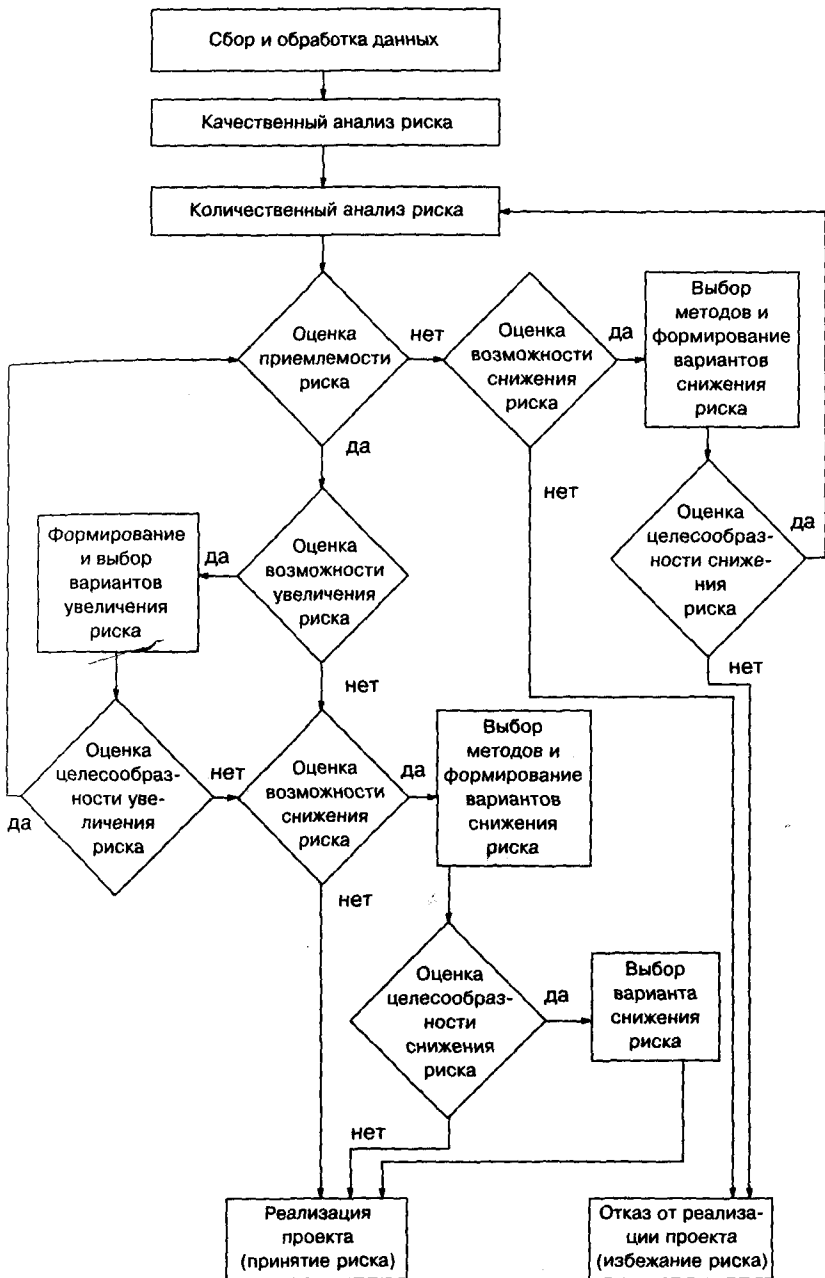 Сбор и обработка данных
Качественный анализ риска
Количественный анализ риска
Оценка
приемлемости
риска
нет
Оценка
возможности
снижения
риска
да
Выбор
методов и
формирование
вариантов
снижения
риска
да
нет
Оценка
целесообраз-
ности сниже-
ния
риска
да
нет
Формирование
и выбор
вариантов
увеличения
риска
да
Оценка
возможности
увеличения
риска
нет
Оценка
целесообраз-
ности уве-
личения
риска
да
нет
Оценка
возможности
снижения
риска
да
Выбор
методов и
формирование
вариантов
снижения
риска
нет
Оценка
целесообраз-
ности
снижения
риска
да
Выбор
варианта
снижения
риска
нет
Реализация
проекта
(принятие риска)
Отказ от реализа-
ции проекта
(избежание риска)